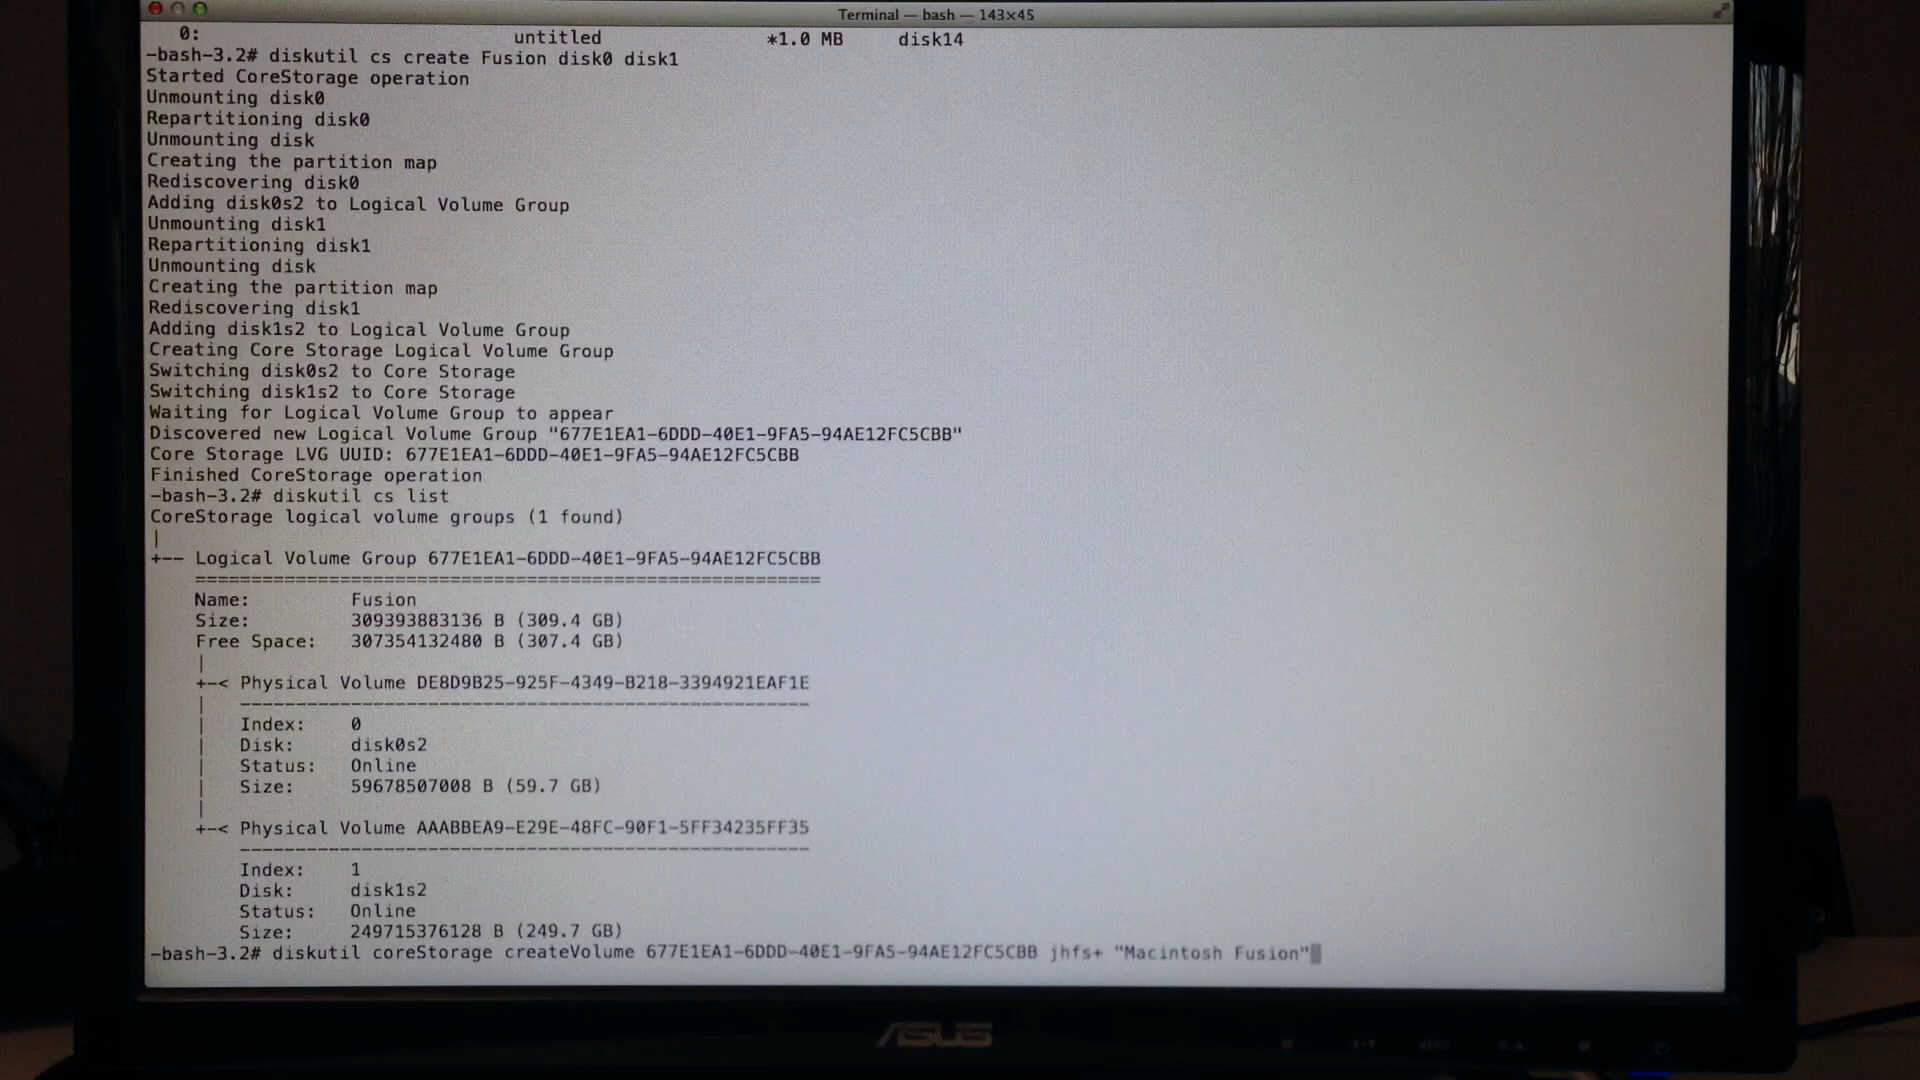 Terminal — bash — 143×45
0: untitled *1.0 MB disk14
-bash-3.2# diskutil cs create Fusion disk0 disk1
Started CoreStorage operation
Unmounting disk0
Repartitioning disk0
Unmounting disk
Creating the partition map
Rediscovering disk0
Adding disk0s2 to Logical Volume Group
Unmounting disk1
Repartitioning disk1
Unmounting disk
Creating the partition map
Rediscovering disk1
Adding disk1s2 to Logical Volume Group
Creating Core Storage Logical Volume Group
Switching disk0s2 to Core Storage
Switching disk1s2 to Core Storage
Waiting for Logical Volume Group to appear
Discovered new Logical Volume Group "677E1EA1-6DDD-40E1-9FA5-94AE12FC5CBB"
Core Storage LVG UUID: 677E1EA1-6DDD-40E1-9FA5-94AE12FC5CBB
Finished CoreStorage operation
-bash-3.2# diskutil cs list
CoreStorage logical volume groups (1 found)
|
+-- Logical Volume Group 677E1EA1-6DDD-40E1-9FA5-94AE12FC5CBB
=========================================================
Name: Fusion
Size: 309393883136 B (309.4 GB)
Free Space: 307354132480 B (307.4 GB)
|
+-< Physical Volume DE8D9B25-925F-4349-B218-3394921EAF1E
| ----------------------------------------------------
| Index: 0
| Disk: disk0s2
| Status: Online
| Size: 59678507008 B (59.7 GB)
|
+-< Physical Volume AAABBEA9-E29E-48FC-90F1-5FF34235FF35
----------------------------------------------------
Index: 1
Disk: disk1s2
Status: Online
Size: 249715376128 B (249.7 GB)
-bash-3.2# diskutil coreStorage createVolume 677E1EA1-6DDD-40E1-9FA5-94AE12FC5CBB jhfs+ "Macintosh Fusion"
ASUS